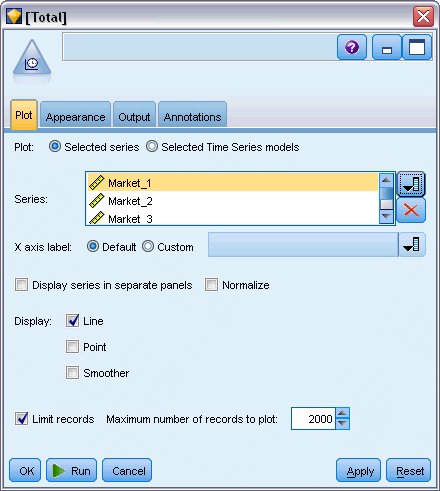 [Total]
Plot Appearance Output Annotations
Plot: Selected series Selected Time Series models
Series: Market_1
Market_2
Market_3
X axis label: Default Custom
Display series in separate panels Normalize
Display: Line
Point
Smoother
Limit records Maximum number of records to plot: 2000
OK Run Cancel Apply Reset